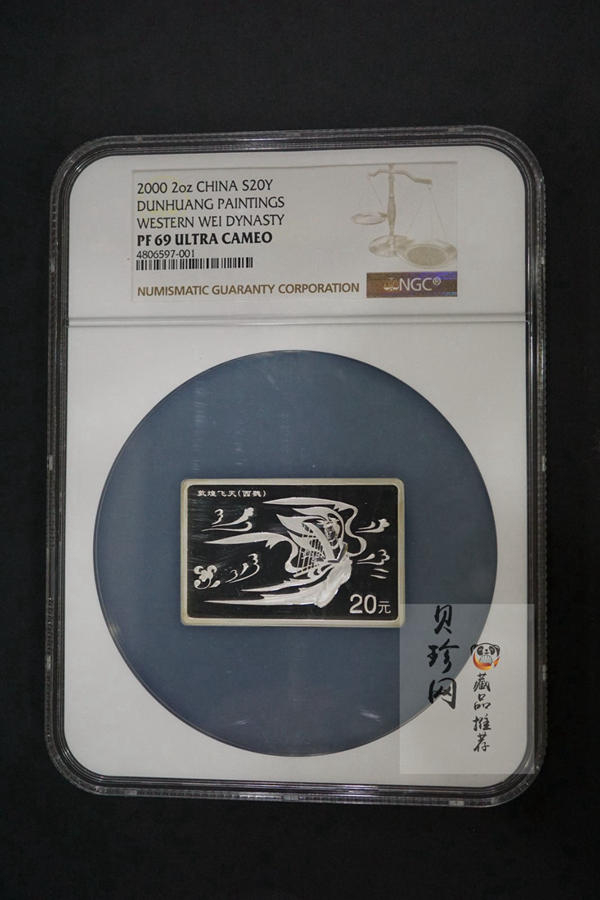 2000 2oz CHINA S20Y
DUNHUANG PAINTINGS
WESTERN WEI DYNASTY
PF 69 ULTRA CAMEO
4806597-001
NUMISMATIC GUARANTY CORPORATION
NGC®
敦煌飞天(西魏)
20元
贝珍网
藏品推荐